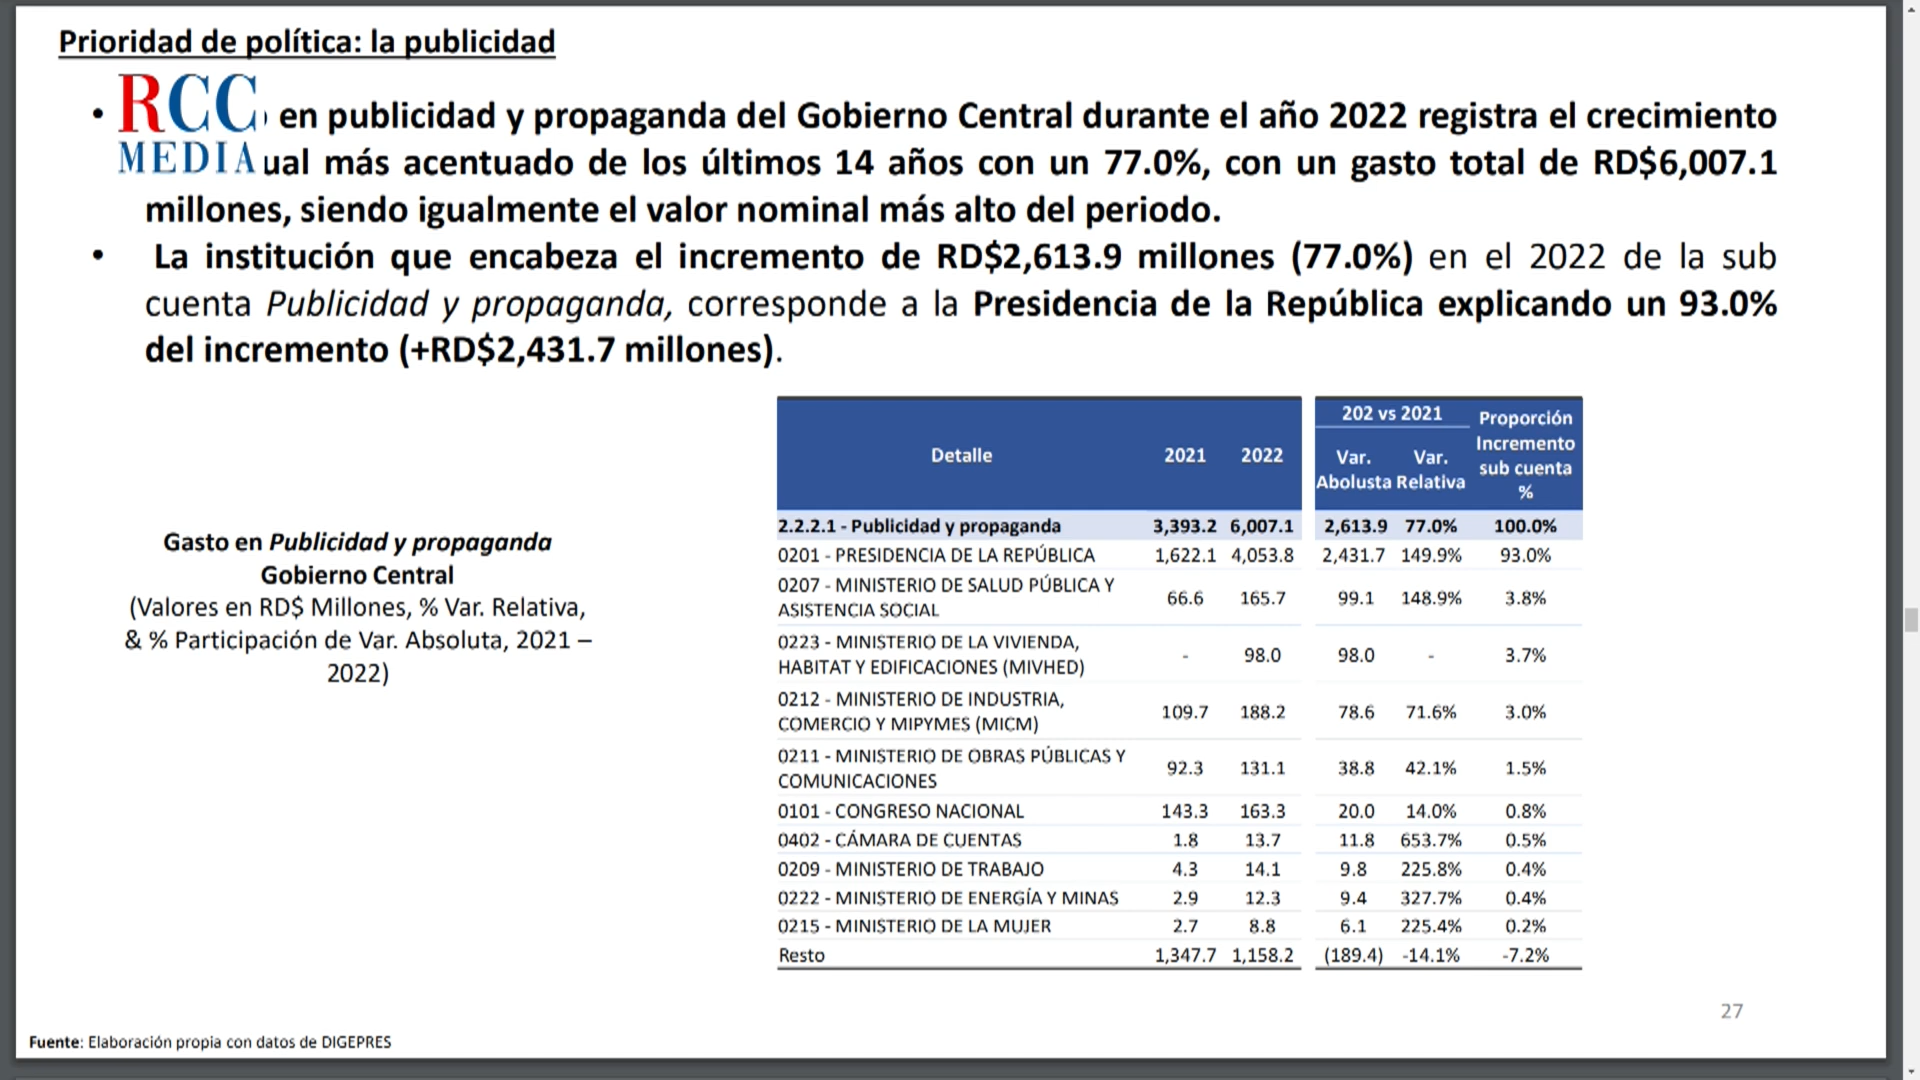 Prioridad de política: la publicidad
RCC
MEDIA
• en publicidad y propaganda del Gobierno Central durante el año 2022 registra el crecimiento
ual más acentuado de los últimos 14 años con un 77.0%, con un gasto total de RD$6,007.1
millones, siendo igualmente el valor nominal más alto del periodo.
• La institución que encabeza el incremento de RD$2,613.9 millones (77.0%) en el 2022 de la sub
cuenta Publicidad y propaganda, corresponde a la Presidencia de la República explicando un 93.0%
del incremento (+RD$2,431.7 millones).
Gasto en Publicidad y propaganda
Gobierno Central
(Valores en RD$ Millones, % Var. Relativa,
& % Participación de Var. Absoluta, 2021 –
2022)
202 vs 2021
Proporción
Incremento
sub cuenta
%
Detalle 2021 2022
Var. Var.
Abolusta Relativa
2.2.2.1 - Publicidad y propaganda 3,393.2 6,007.1 2,613.9 77.0% 100.0%
0201 - PRESIDENCIA DE LA REPÚBLICA 1,622.1 4,053.8 2,431.7 149.9% 93.0%
0207 - MINISTERIO DE SALUD PÚBLICA Y
ASISTENCIA SOCIAL 66.6 165.7 99.1 148.9% 3.8%
0223 - MINISTERIO DE LA VIVIENDA,
HABITAT Y EDIFICACIONES (MIVHED) - 98.0 98.0 - 3.7%
0212 - MINISTERIO DE INDUSTRIA,
COMERCIO Y MIPYMES (MICM) 109.7 188.2 78.6 71.6% 3.0%
0211 - MINISTERIO DE OBRAS PÚBLICAS Y
COMUNICACIONES 92.3 131.1 38.8 42.1% 1.5%
0101 - CONGRESO NACIONAL 143.3 163.3 20.0 14.0% 0.8%
0402 - CÁMARA DE CUENTAS 1.8 13.7 11.8 653.7% 0.5%
0209 - MINISTERIO DE TRABAJO 4.3 14.1 9.8 225.8% 0.4%
0222 - MINISTERIO DE ENERGÍA Y MINAS 2.9 12.3 9.4 327.7% 0.4%
0215 - MINISTERIO DE LA MUJER 2.7 8.8 6.1 225.4% 0.2%
Resto 1,347.7 1,158.2 (189.4) -14.1% -7.2%
27
Fuente: Elaboración propia con datos de DIGEPRES